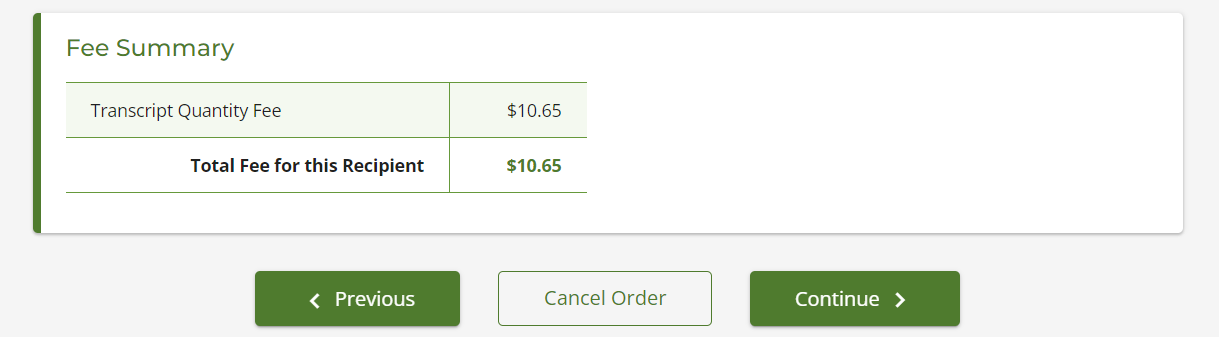 Fee Summary
Transcript Quantity Fee $10.65
Total Fee for this Recipient $10.65
Previous Cancel Order Continue